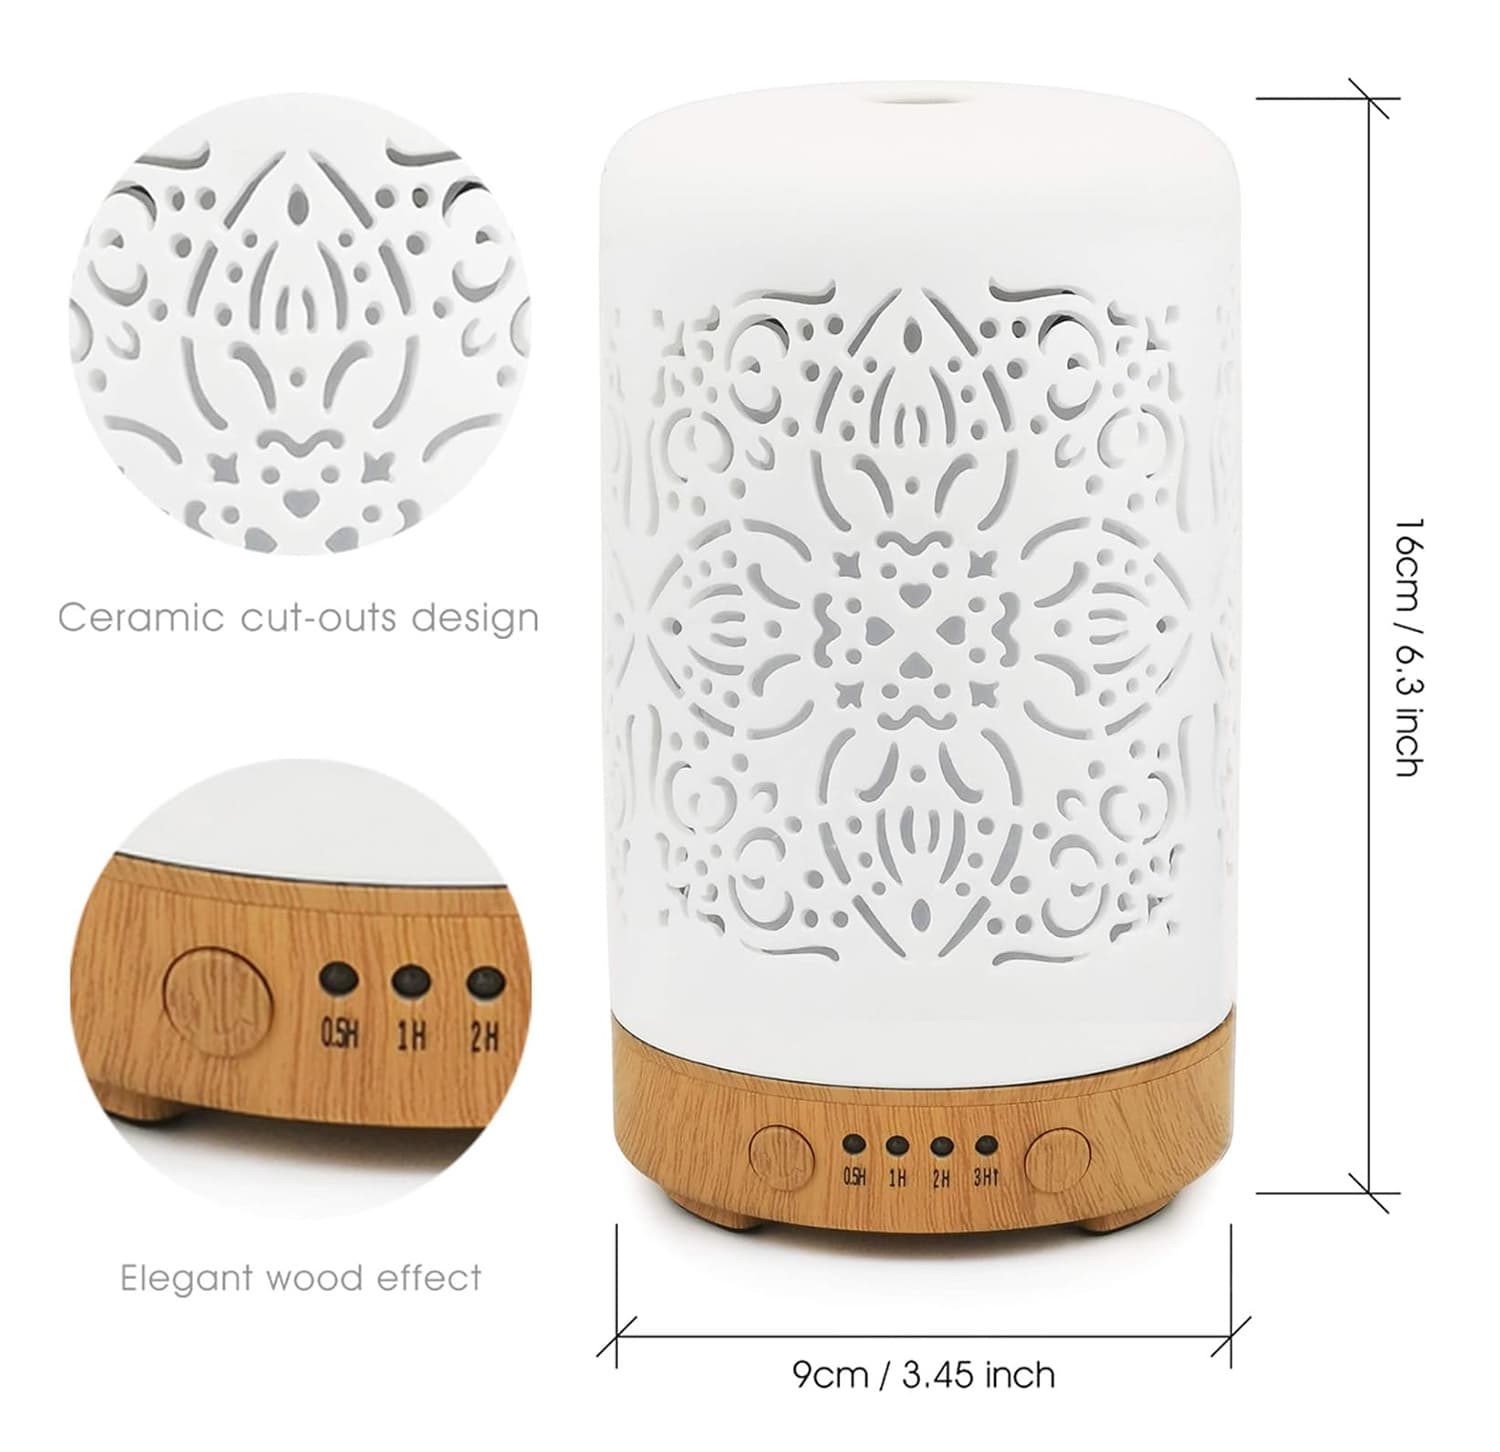 Ceramic cut-outs design
0.5H 1H 2H
Elegant wood effect
0.5H 1H 2H 3H↑
16cm / 6.3 inch
9cm / 3.45 inch